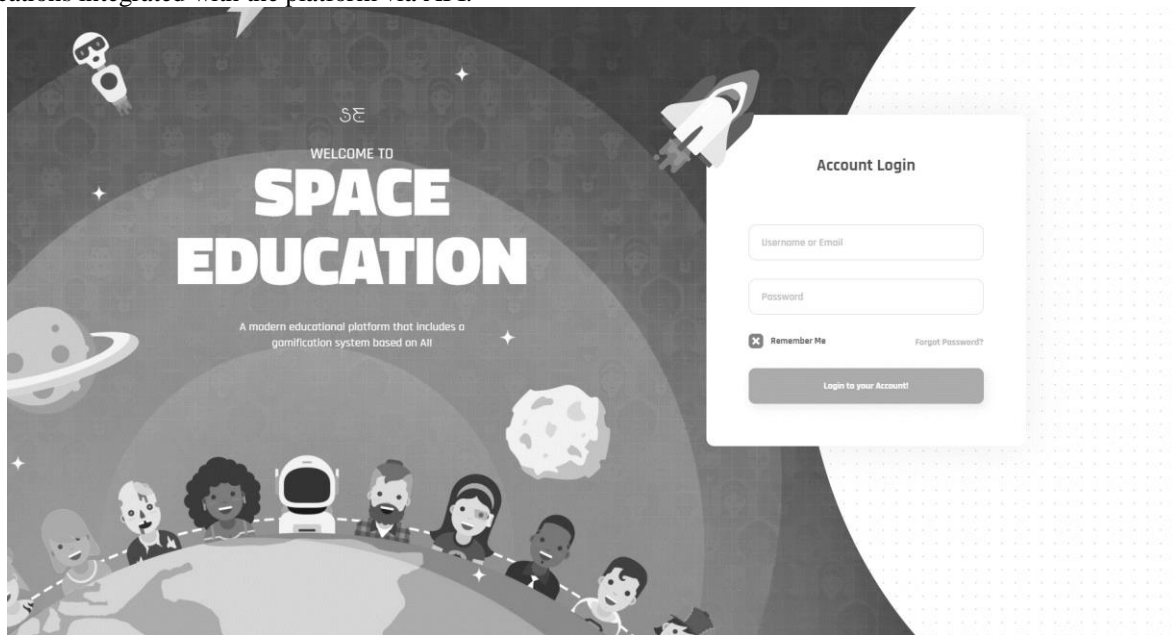 cations integrated with the platform via API.
SE
WELCOME TO
SPACE
EDUCATION
A modern educational platform that includes a
gamification system based on AI!
Account Login
Username or Email
Password
Remember Me
Forgot Password?
Login to your Account!